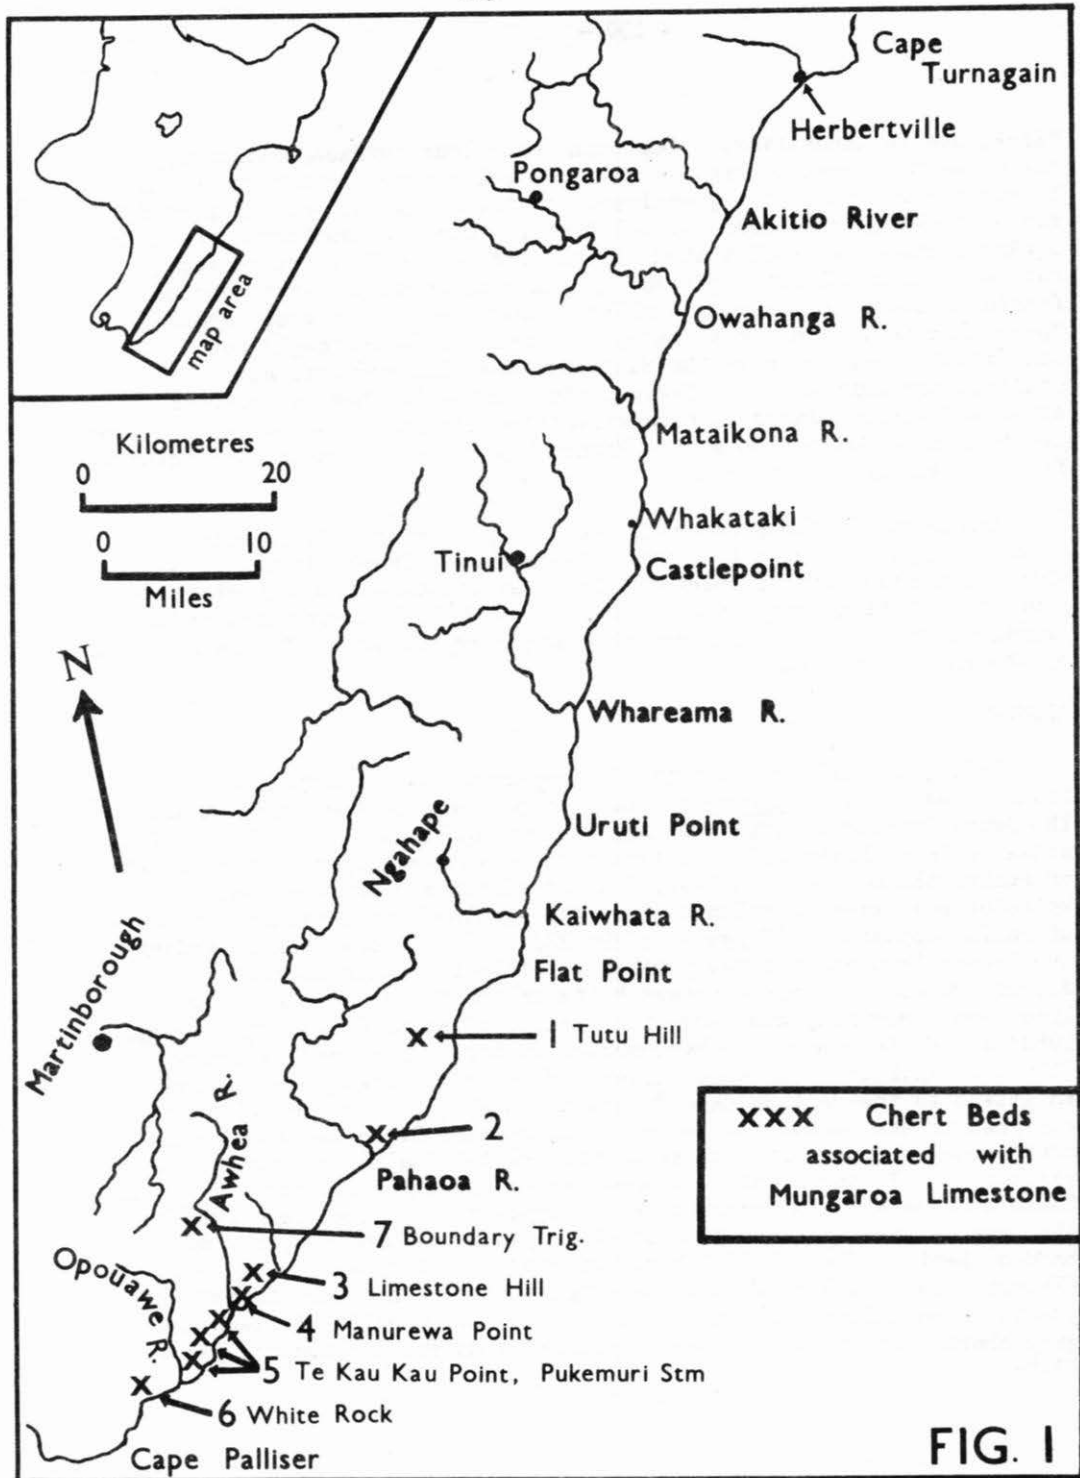 Cape
Turnagain
Herbertville
Pongaroa
Akitio River
map area
Owahanga R.
Kilometres
0 20
Mataikona R.
0 10
Miles
Whakataki
Tinui
Castlepoint
N
Whareama R.
Uruti Point
Ngahape
Kaiwhata R.
Flat Point
Martinborough
1 Tutu Hill
XXX Chert Beds
associated with
Mungaroa Limestone
X
2
X
Pahaoa R.
Awhea R.
X
7 Boundary Trig.
Opouawe R.
X
3 Limestone Hill
X
4 Manurewa Point
X
X
X
5 Te Kau Kau Point, Pukemuri Stm
X
6 White Rock
Cape Palliser
FIG. 1
X